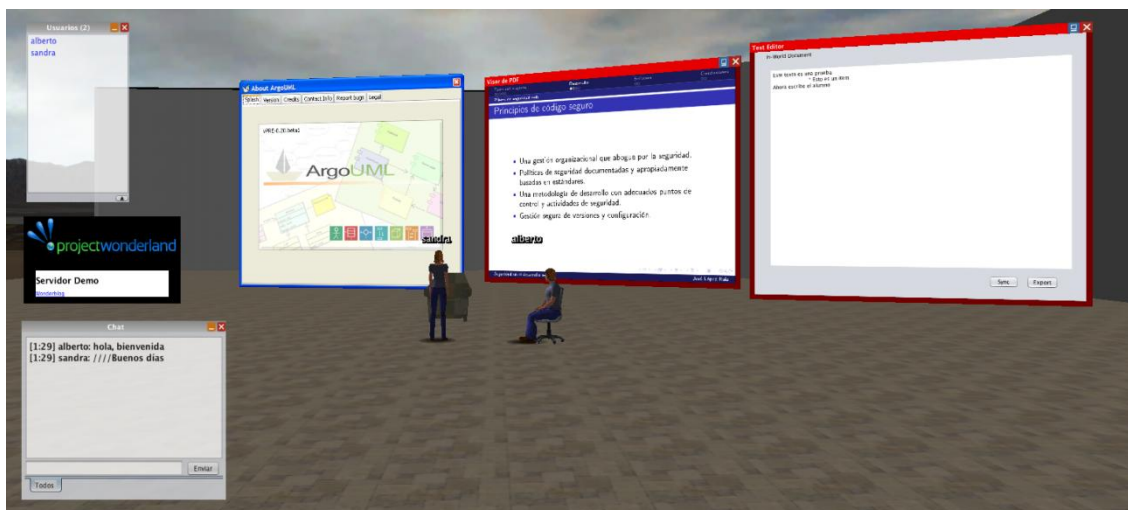 Usuarios (2)
alberto
sandra
projectwonderland
Servidor Demo
Wonderblog
Chat
[1:29] alberto: hola, bienvenida
[1:29] sandra: ////Buenos días
Enviar
Todos
About ArgoUML
Splash Version Credits Contact Info Report bugs Legal
ArgoUML
sandra
Visor de PDF
Principios de código seguro
• Una gestión organizacional que abogue por la seguridad.
• Políticas de seguridad documentadas y apropiadamente
basadas en estándares.
• Una metodología de desarrollo con adecuados puntos de
control y actividades de seguridad.
• Gestión segura de versiones y configuración.
alberto
Text Editor
In-World Document
Este texto es una prueba
- Esto es un item
Ahora escribe el alumno
Sync
Export